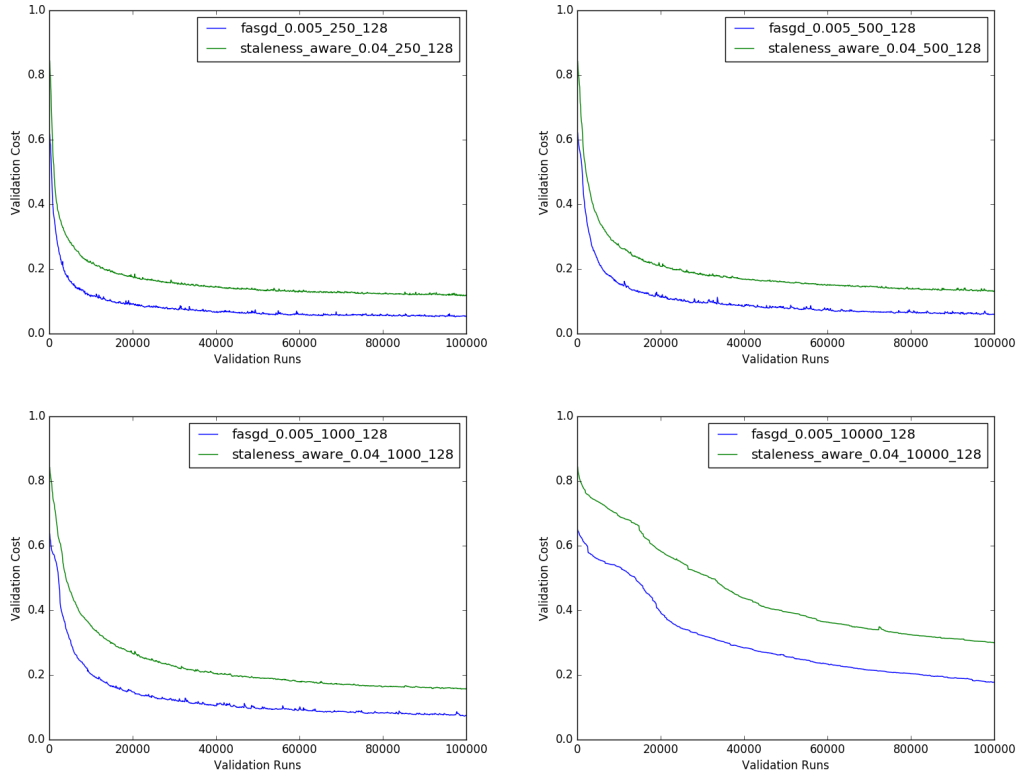 1.0
0.8
0.6
0.4
0.2
0.0
Validation Cost
fasgd_0.005_250_128
staleness_aware_0.04_250_128
0 20000 40000 60000 80000 100000
Validation Runs
1.0
0.8
0.6
0.4
0.2
0.0
Validation Cost
fasgd_0.005_500_128
staleness_aware_0.04_500_128
0 20000 40000 60000 80000 100000
Validation Runs
1.0
0.8
0.6
0.4
0.2
0.0
Validation Cost
fasgd_0.005_1000_128
staleness_aware_0.04_1000_128
0 20000 40000 60000 80000 100000
Validation Runs
1.0
0.8
0.6
0.4
0.2
0.0
Validation Cost
fasgd_0.005_10000_128
staleness_aware_0.04_10000_128
0 20000 40000 60000 80000 100000
Validation Runs